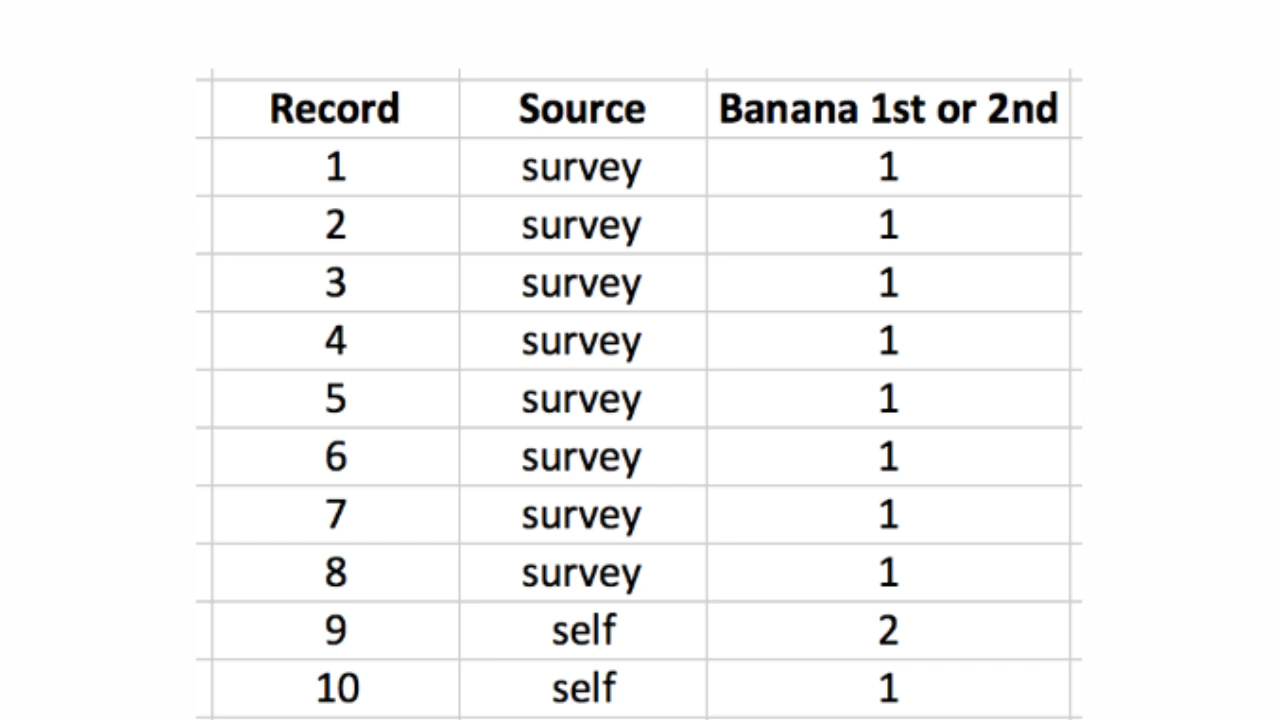 Record Source Banana 1st or 2nd
1 survey 1
2 survey 1
3 survey 1
4 survey 1
5 survey 1
6 survey 1
7 survey 1
8 survey 1
9 self 2
10 self 1